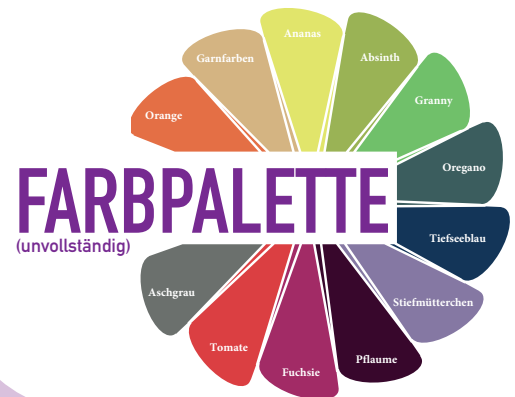 Ananas
Garnfarben
Absinth
Granny
Orange
Oregano
FARBPALETTE
(unvollständig)
Tiefseeblau
Aschgrau
Stiefmütterchen
Tomate
Pflaume
Fuchsie